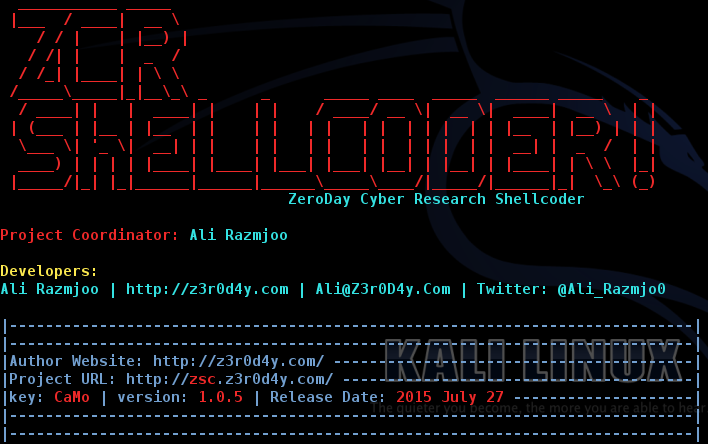 ZCR
SHELLCODER!
ZeroDay Cyber Research Shellcoder
Project Coordinator: Ali Razmjoo
Developers:
Ali Razmjoo | http://z3r0d4y.com | Ali@Z3r0D4y.Com | Twitter: @Ali_Razmjo0
KALI LINUX
|Author Website: http://z3r0d4y.com/
|Project URL: http://zsc.z3r0d4y.com/
|key: CaMo | version: 1.0.5 | Release Date: 2015 July 27
The quieter you become, the more you are able to hear